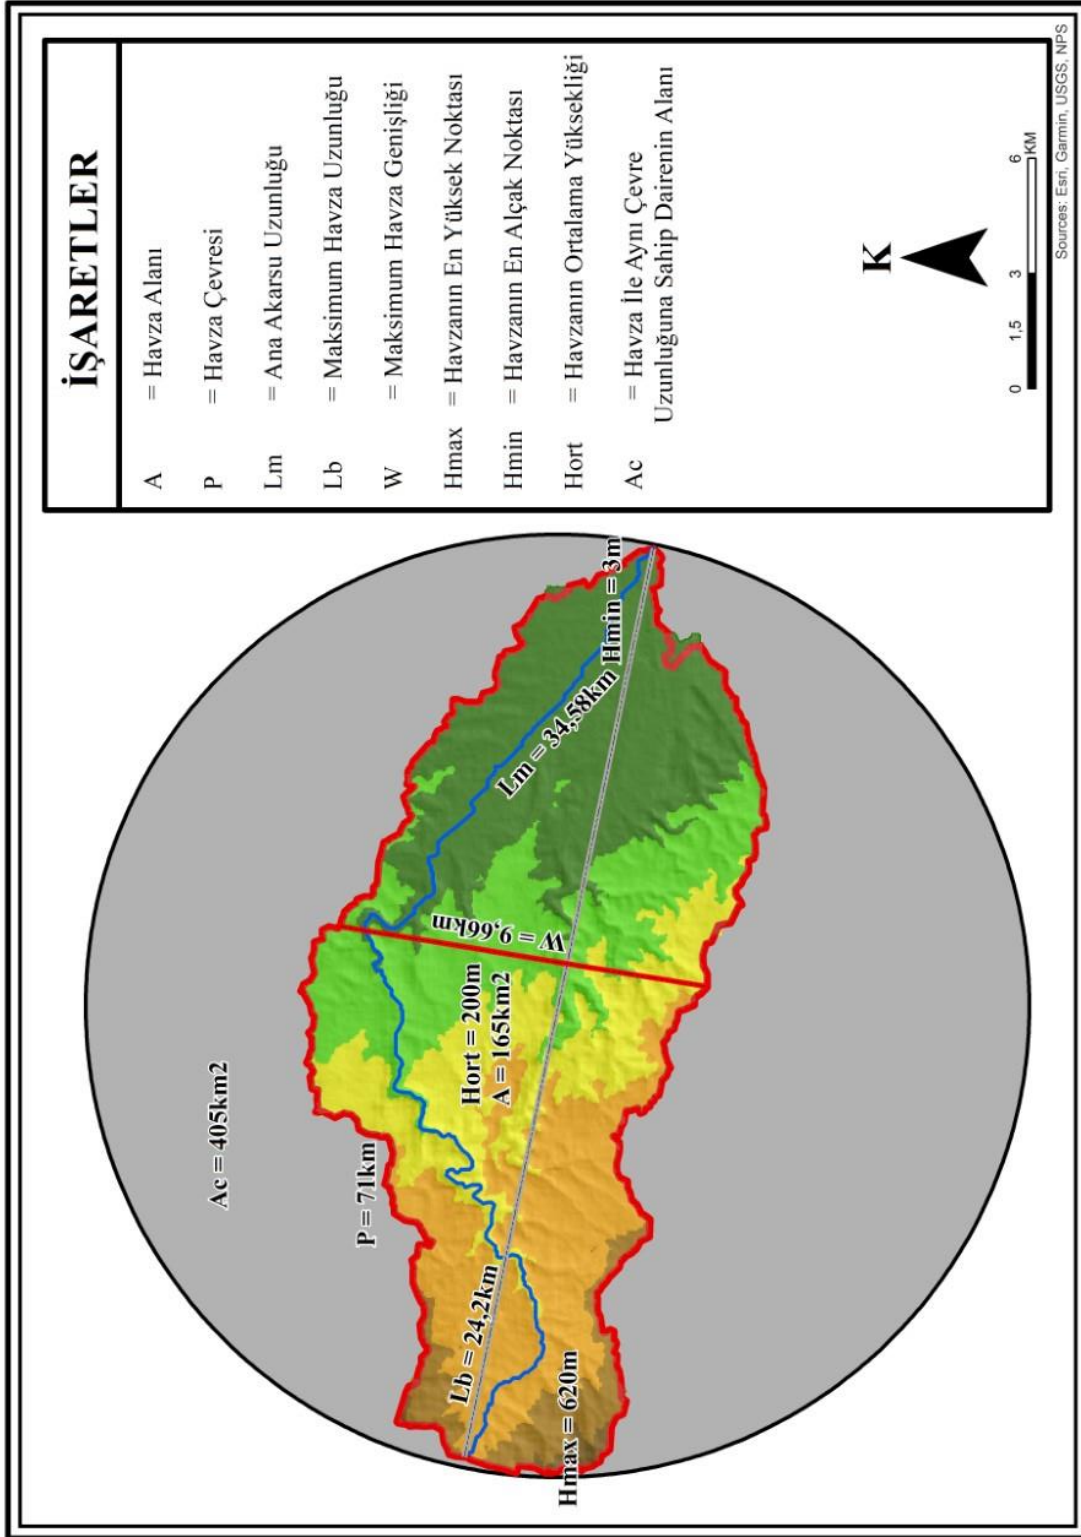 İŞARETLER
A = Havza Alanı
P = Havza Çevresi
Lm = Ana Akarsu Uzunluğu
Lb = Maksimum Havza Uzunluğu
W = Maksimum Havza Genişliği
Hmax = Havzanın En Yüksek Noktası
Hmin = Havzanın En Alçak Noktası
Hort = Havzanın Ortalama Yüksekliği
Ac = Havza İle Aynı Çevre
Uzunluğuna Sahip Dairenin Alanı
K
0 1,5 3 6
KM
Sources: Esri, Garmin, USGS, NPS
Ac = 405km2
P = 71km
Hort = 200m
A = 165km2
W = 9,66km
Lm = 34,58km
Hmin = 3m
Lb = 24,2km
Hmax = 620m